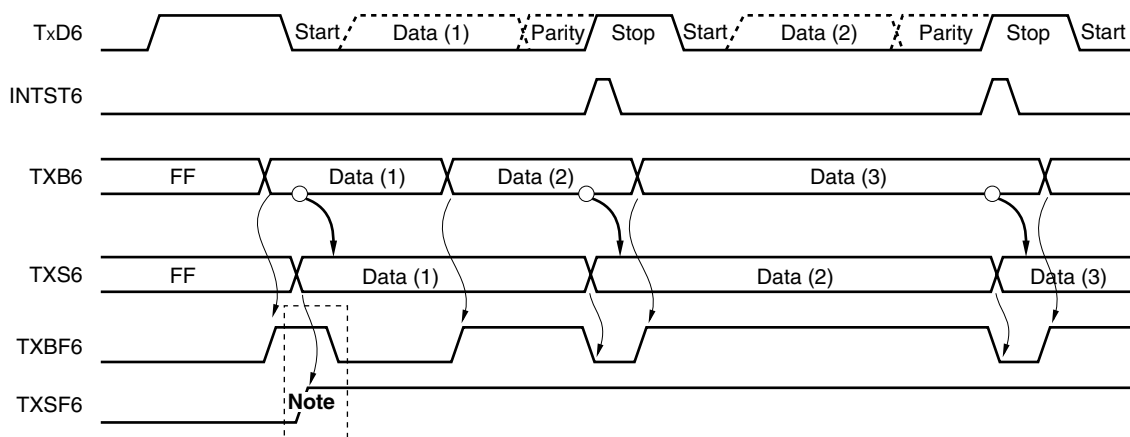 TxD6 Start Data (1) Parity Stop Start Data (2) Parity Stop Start
INTST6
TXB6 FF Data (1) Data (2) Data (3)
TXS6 FF Data (1) Data (2) Data (3)
TXBF6
TXSF6 Note